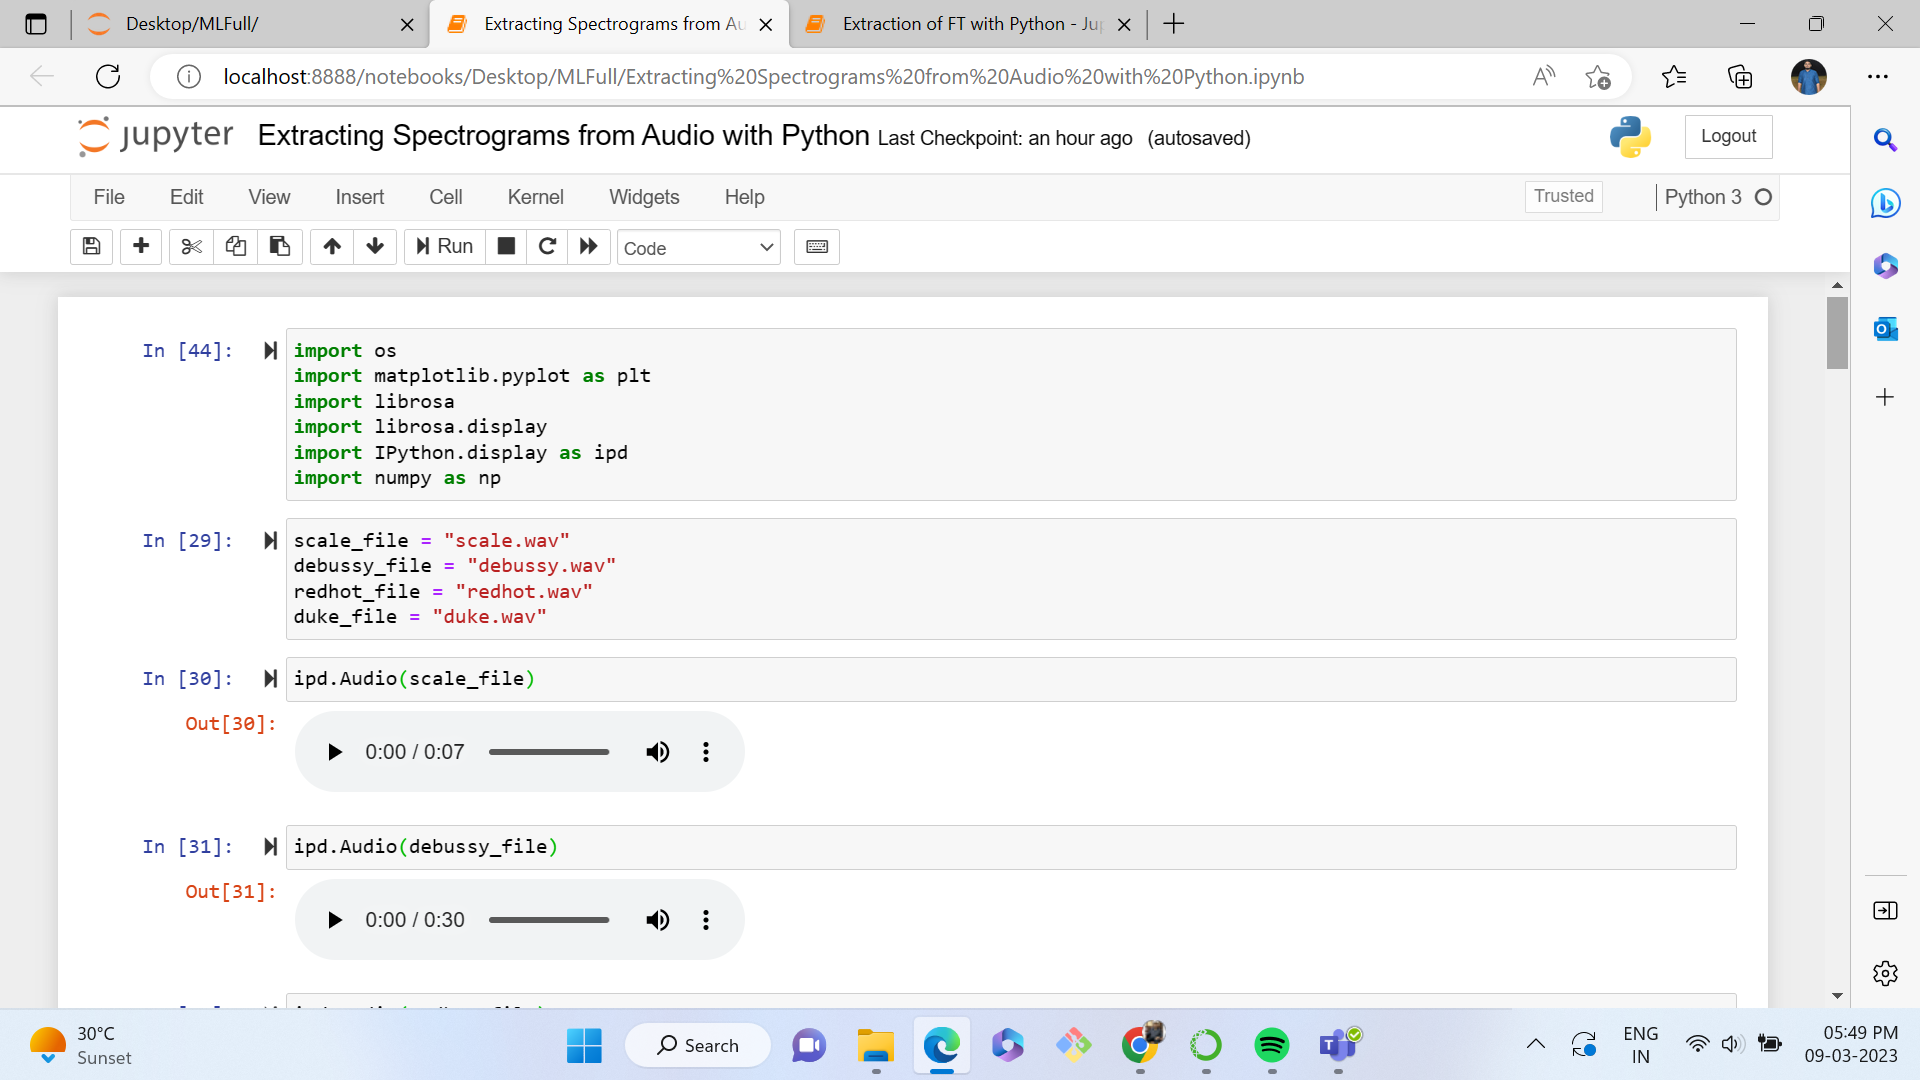 Desktop/MLFull/
Extracting Spectrograms from Au
Extraction of FT with Python - Ju
localhost:8888/notebooks/Desktop/MLFull/Extracting%20Spectrograms%20from%20Audio%20with%20Python.ipynb
jupyter Extracting Spectrograms from Audio with Python Last Checkpoint: an hour ago (autosaved)
Logout
File Edit View Insert Cell Kernel Widgets Help
Trusted
Python 3
Run
Code
In [44]:
import os
import matplotlib.pyplot as plt
import librosa
import librosa.display
import IPython.display as ipd
import numpy as np
In [29]:
scale_file = "scale.wav"
debussy_file = "debussy.wav"
redhot_file = "redhot.wav"
duke_file = "duke.wav"
In [30]:
ipd.Audio(scale_file)
Out[30]:
0:00 / 0:07
In [31]:
ipd.Audio(debussy_file)
Out[31]:
0:00 / 0:30
30°C
Sunset
Search
ENG
IN
05:49 PM
09-03-2023